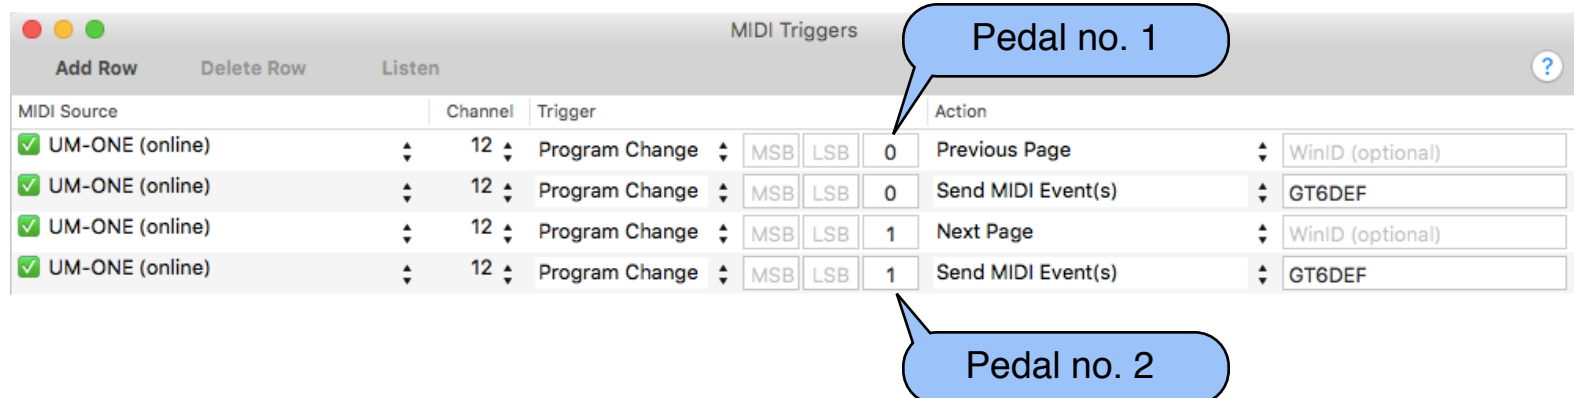 MIDI Triggers
Pedal no. 1
Add Row Delete Row Listen ?
MIDI Source Channel Trigger Action
UM-ONE (online) 12 Program Change MSB LSB 0 Previous Page WinID (optional)
UM-ONE (online) 12 Program Change MSB LSB 0 Send MIDI Event(s) GT6DEF
UM-ONE (online) 12 Program Change MSB LSB 1 Next Page WinID (optional)
UM-ONE (online) 12 Program Change MSB LSB 1 Send MIDI Event(s) GT6DEF
Pedal no. 2